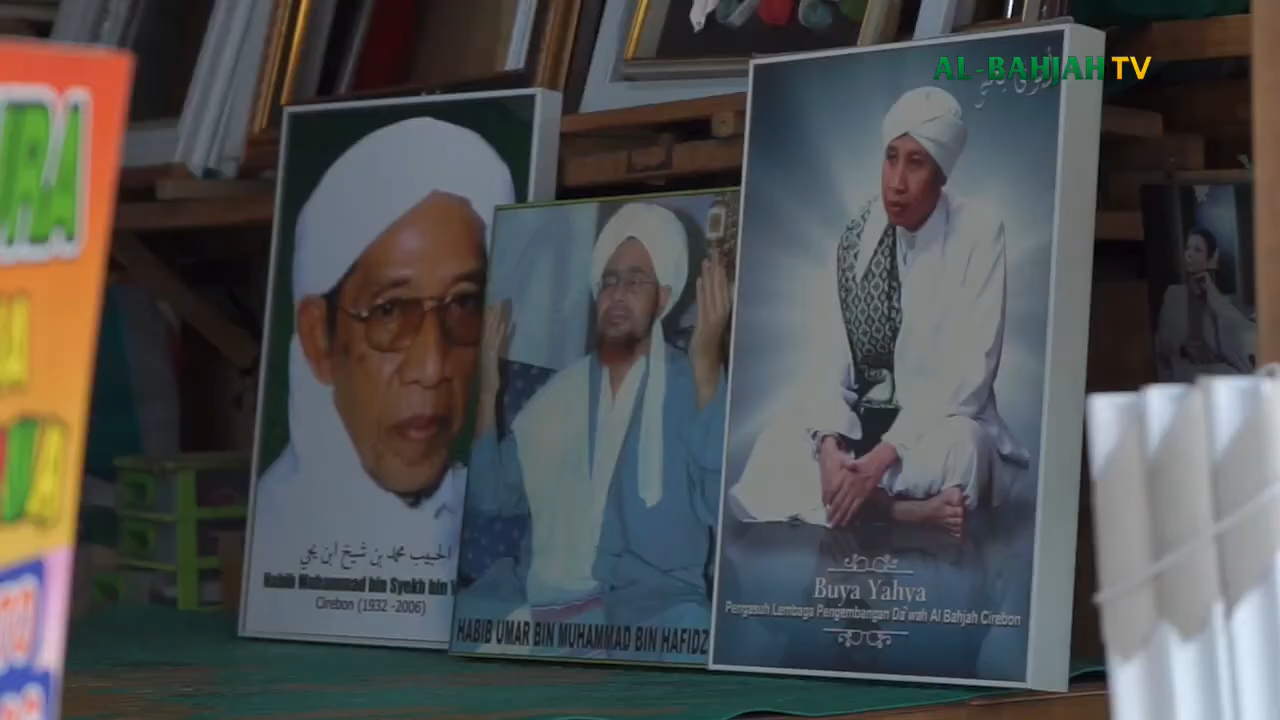 AL-BAHJAH TV
الحبيب محمد بن شيخ ابن يحي
Habib Muhammad bin Syekh bin Y
Cirebon (1932 -2006)
HABIB UMAR BIN MUHAMMAD BIN HAFIDZ
Buya Yahya
Pengasuh Lembaga Pengembangan Da'wah Al Bahjah Cirebon